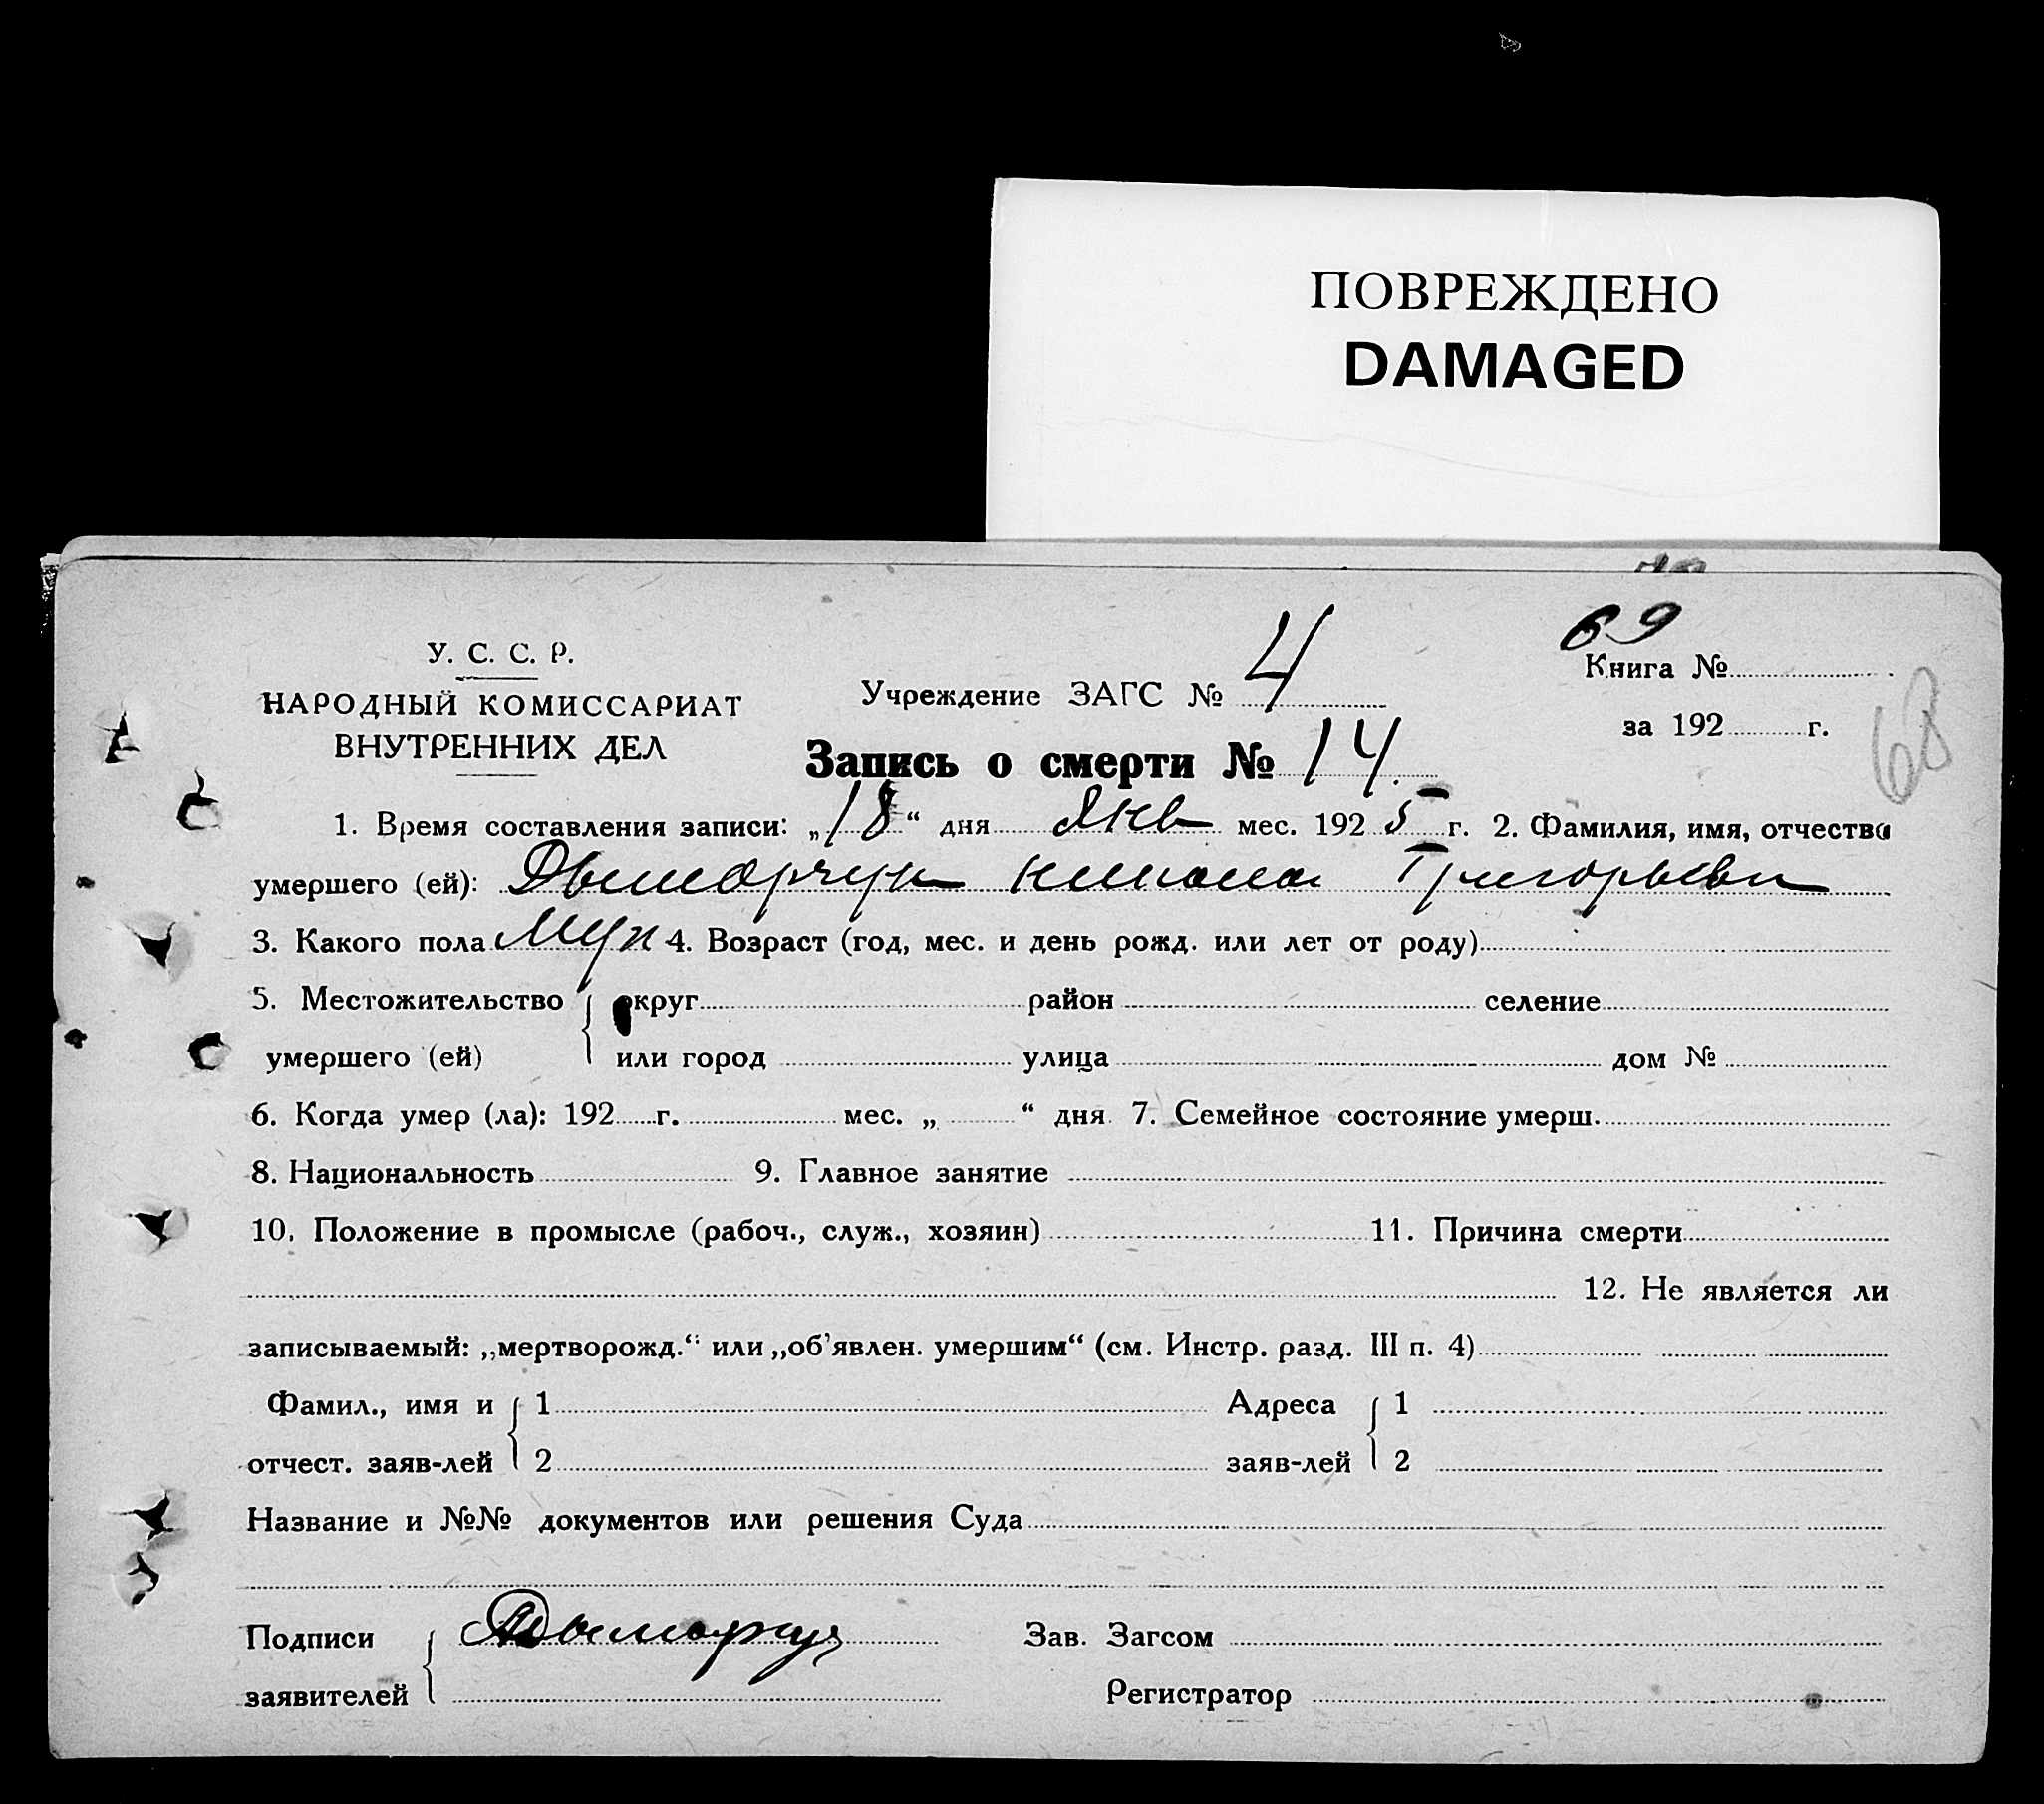 ПОВРЕЖДЕНО
DAMAGED
69
У. С. С. Р.
НАРОДНЫЙ КОМИССАРИАТ
ВНУТРЕННИХ ДЕЛ
Учреждение ЗАГС № 4
Книга №
за 192 г.
68
Запись о смерти № 14
1. Время составления записи: „18“ дня Янв мес. 1925 г. 2. Фамилия, имя, отчество
умершего (ей): Дымарчук Григорьевич
3. Какого пола Муж 4. Возраст (год, мес. и день рожд. или лет от роду)
5. Местожительство округ район селение
умершего (ей) или город улица дом №
6. Когда умер (ла): 192 г. мес. „ “ дня 7. Семейное состояние умерш.
8. Национальность 9. Главное занятие
10. Положение в промысле (рабоч., служ., хозяин) 11. Причина смерти
12. Не является ли
записываемый: „мертворожд.“ или „об'явлен. умершим“ (см. Инстр. разд. III п. 4)
Фамил., имя и 1 Адреса 1
отчест. заяв-лей 2 заяв-лей 2
Название и №№ документов или решения Суда
Подписи Дымарчук Зав. Загсом
заявителей Регистратор